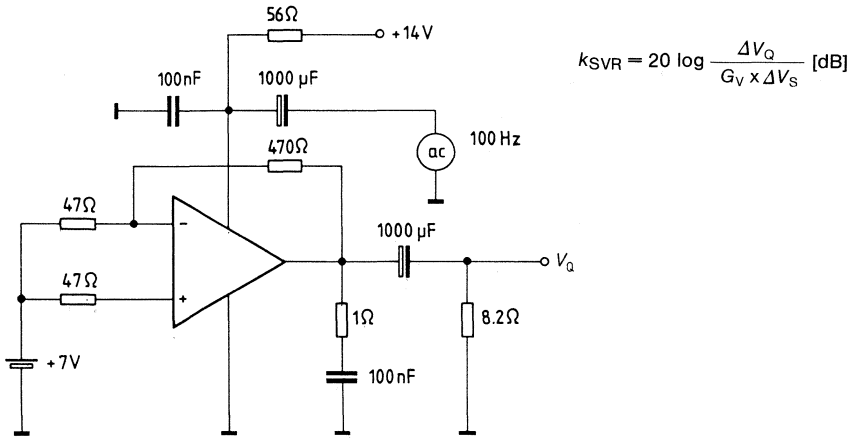 56Ω
+14V
100nF
1000 µF
k_SVR = 20 log ΔV_Q / (G_V x ΔV_S) [dB]
ac
100 Hz
470Ω
47Ω
−
1000 µF
47Ω
+
V_Q
1Ω
8.2Ω
+7V
100nF